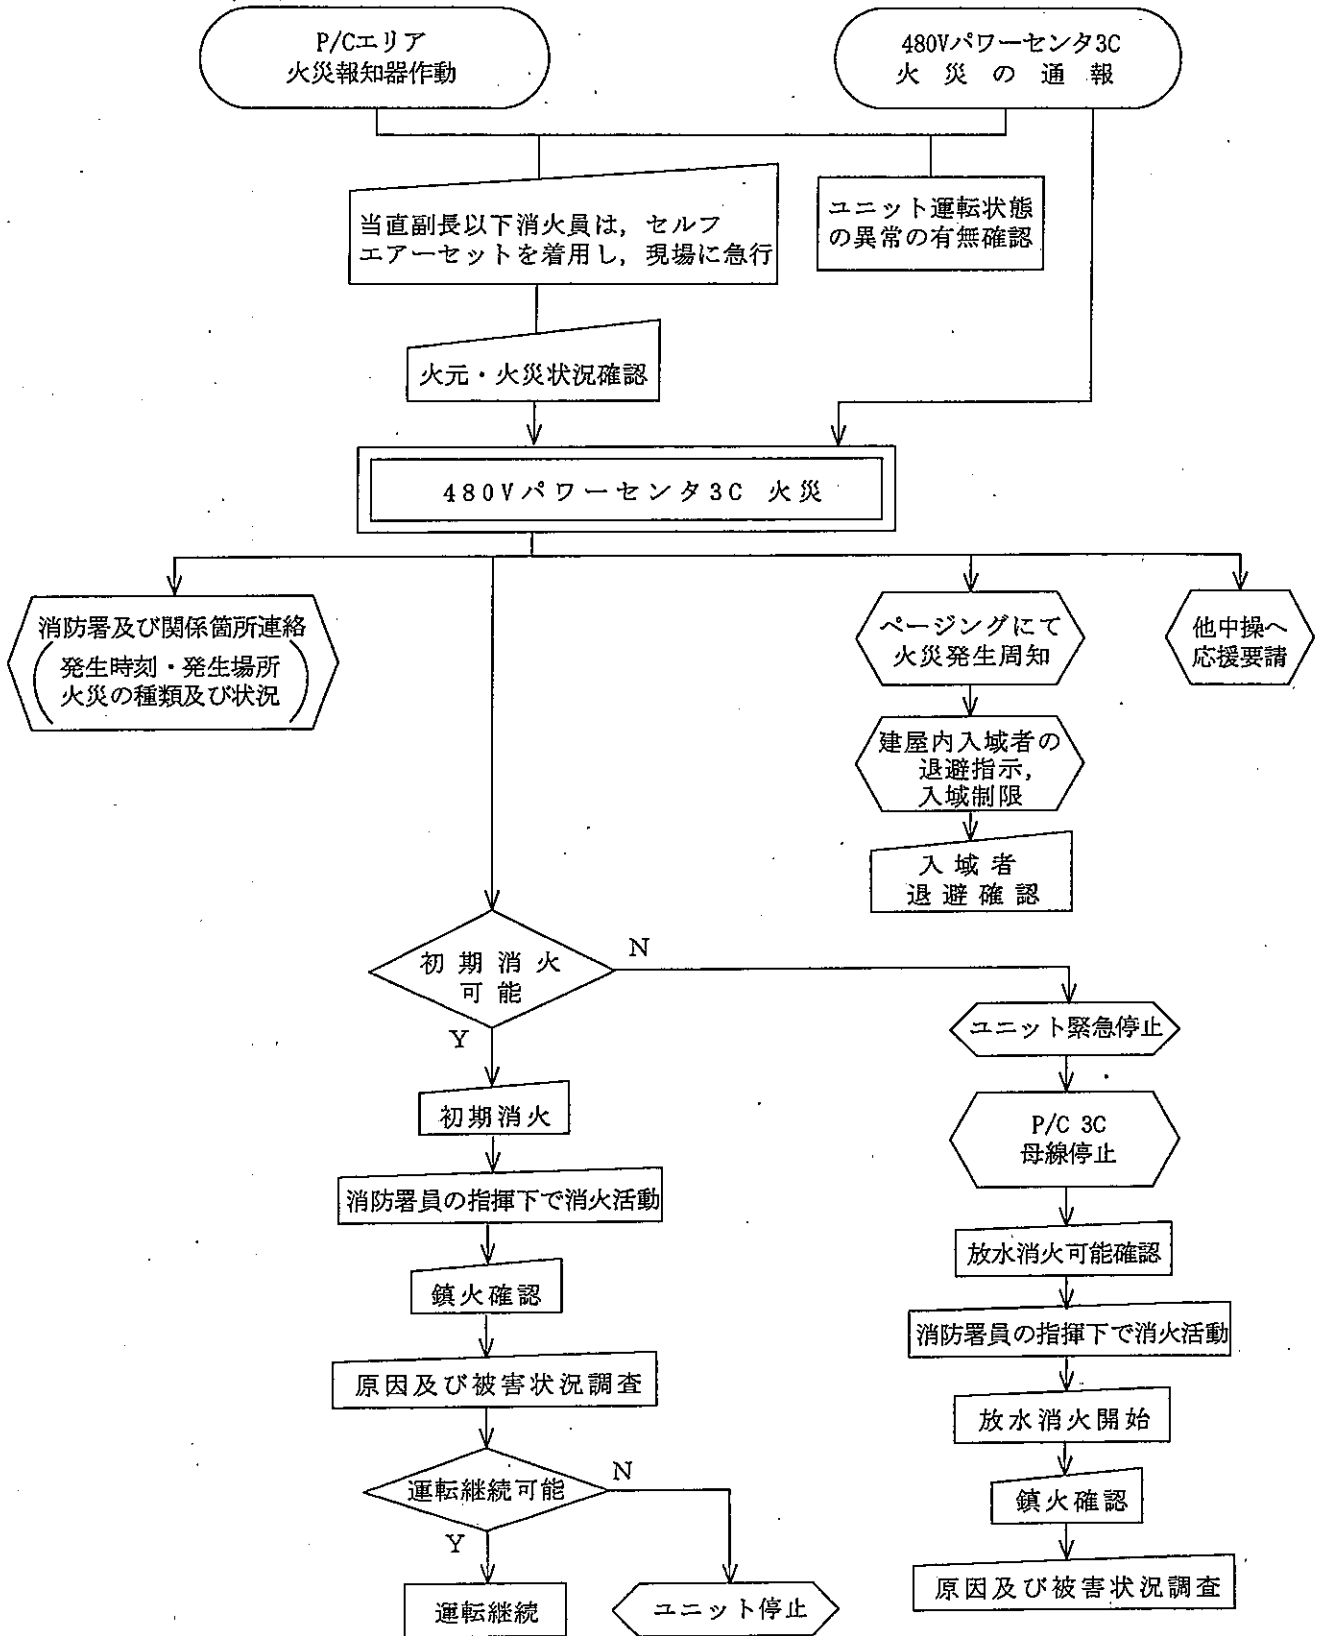 P/Cエリア
火災報知器作動
480Vパワーセンタ3C
火災の通報
当直副長以下消火員は，セルフ
エアーセットを着用し，現場に急行
ユニット運転状態
の異常の有無確認
火元・火災状況確認
480Vパワーセンタ3C 火災
消防署及び関係箇所連絡
発生時刻・発生場所
火災の種類及び状況
ページングにて
火災発生周知
他中操へ
応援要請
建屋内入域者の
退避指示，
入域制限
入域者
退避確認
初期消火
可能
N
Y
ユニット緊急停止
初期消火
P/C 3C
母線停止
消防署員の指揮下で消火活動
放水消火可能確認
鎮火確認
消防署員の指揮下で消火活動
原因及び被害状況調査
放水消火開始
運転継続可能
N
Y
鎮火確認
原因及び被害状況調査
運転継続
ユニット停止